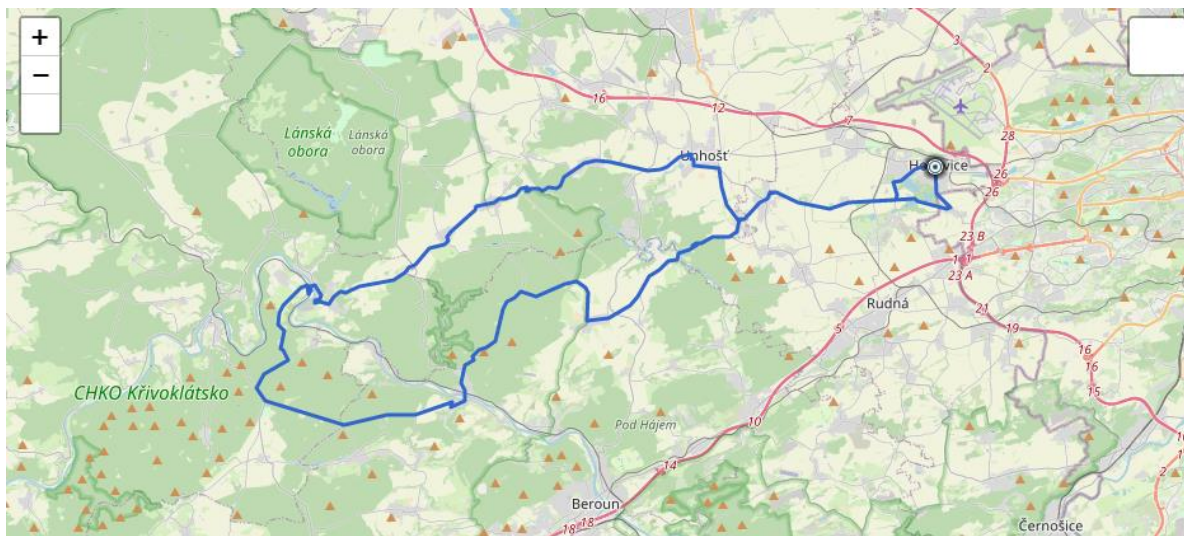 +
−
16
12
7
3
2
28
26
26
Lánská
obora
Lánská
obora
Unhošť
23 B
23 A
Rudná
21
5
19
16
16
15
CHKO Křivoklátsko
10
Pod Hájem
14
2
Beroun
18
18
Černošice